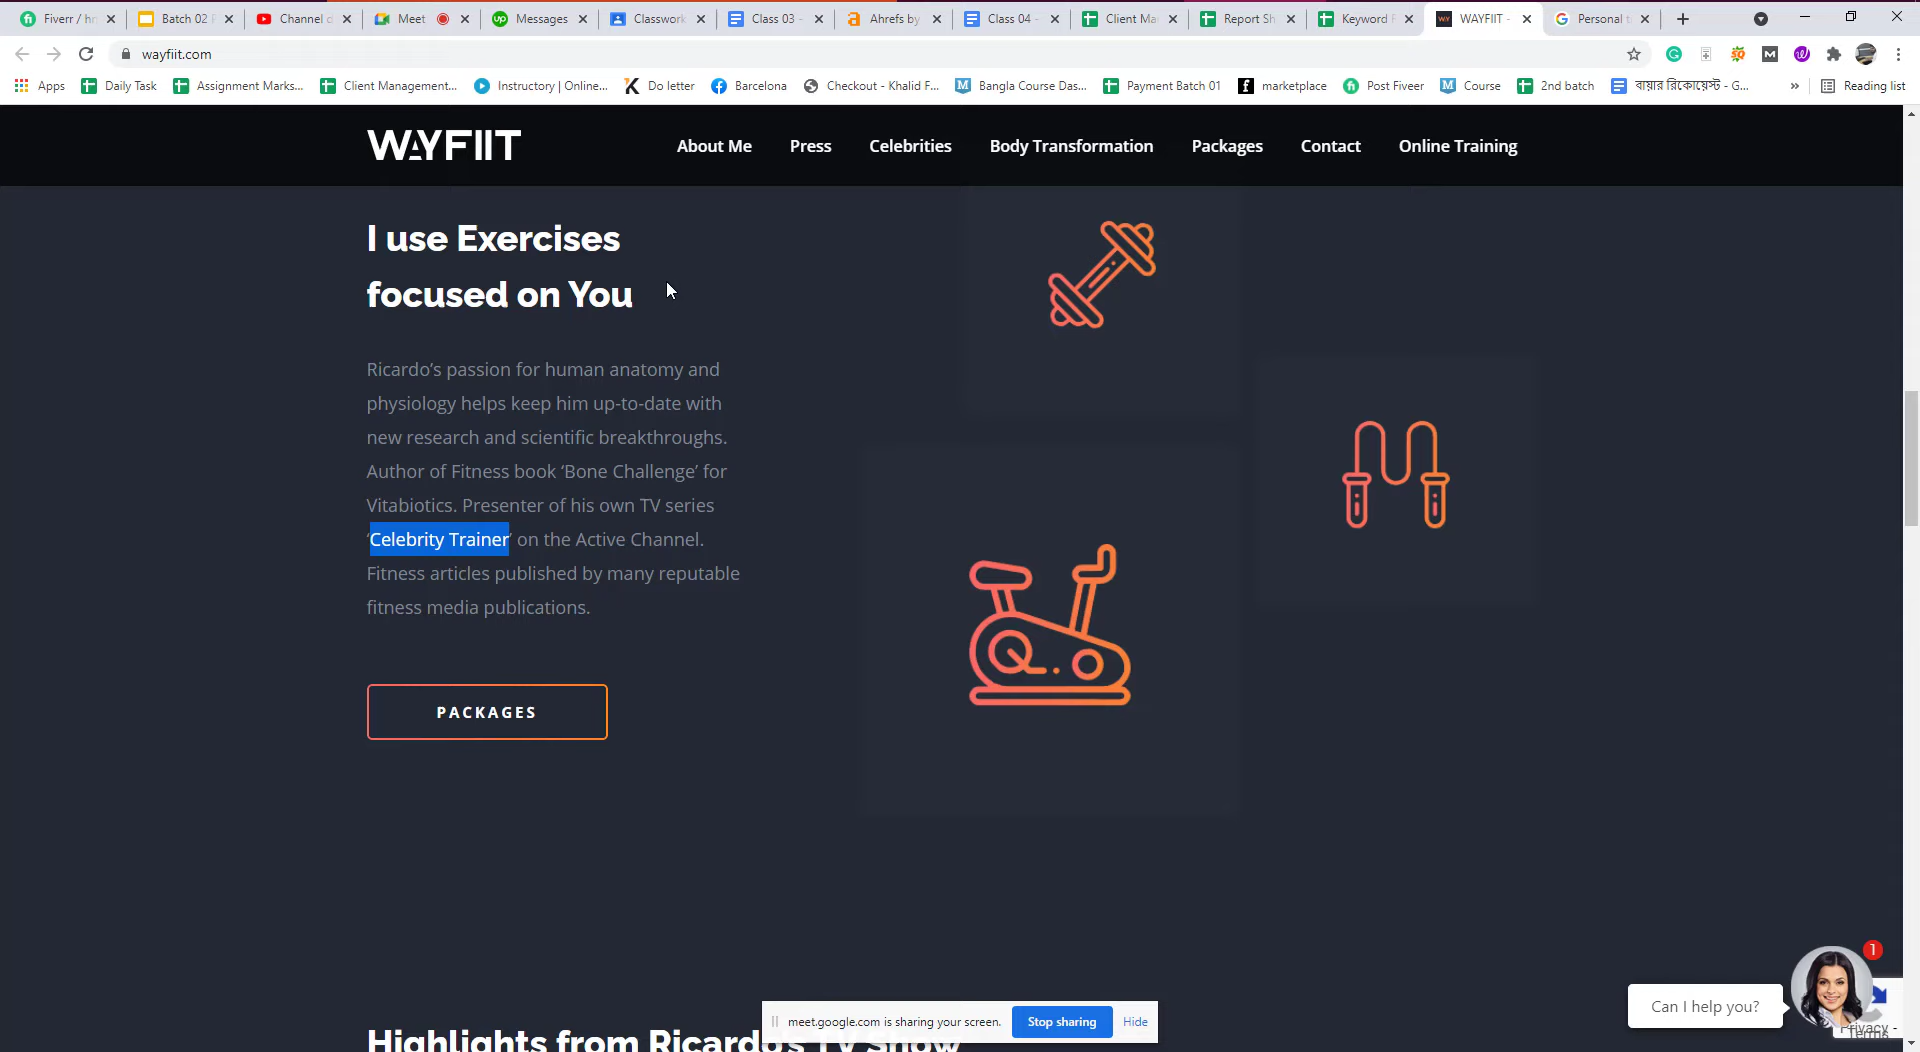 Fiverr / hr
Batch 02 F
Channel d
Meet
Messages
Classwork
Class 03 -
Ahrefs by
Class 04 -
Client Ma
Report Sh
Keyword R
WAYFIIT -
Personal t
wayfiit.com
Apps
Daily Task
Assignment Marks...
Client Management...
Instructory | Online...
Do letter
Barcelona
Checkout - Khalid F...
Bangla Course Das...
Payment Batch 01
marketplace
Post Fiveer
Course
2nd batch
বায়ার রিকোয়েস্ট - G...
»
Reading list
WAYFIIT
About Me
Press
Celebrities
Body Transformation
Packages
Contact
Online Training
I use Exercises
focused on You
Ricardo’s passion for human anatomy and
physiology helps keep him up-to-date with
new research and scientific breakthroughs.
Author of Fitness book ‘Bone Challenge’ for
Vitabiotics. Presenter of his own TV series
‘Celebrity Trainer’ on the Active Channel.
Fitness articles published by many reputable
fitness media publications.
PACKAGES
1
Can I help you?
Privacy -
Terms
meet.google.com is sharing your screen.
Stop sharing
Hide
Highlights from Ricardo’s TV Show